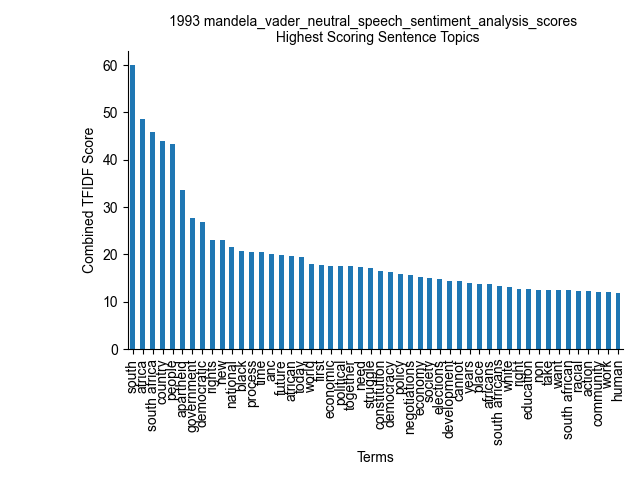 1993 mandela_vader_neutral_speech_sentiment_analysis_scores
Highest Scoring Sentence Topics
Combined TFIDF Score
60
50
40
30
20
10
0
south
africa
south africa
country
people
apartheid
government
democratic
rights
new
national
black
process
time
anc
future
african
today
world
first
economic
political
together
need
struggle
constitution
democracy
policy
negotiations
economy
society
elections
development
cannot
years
place
africans
south africans
white
right
education
non
take
want
south african
racial
action
community
work
human
Terms